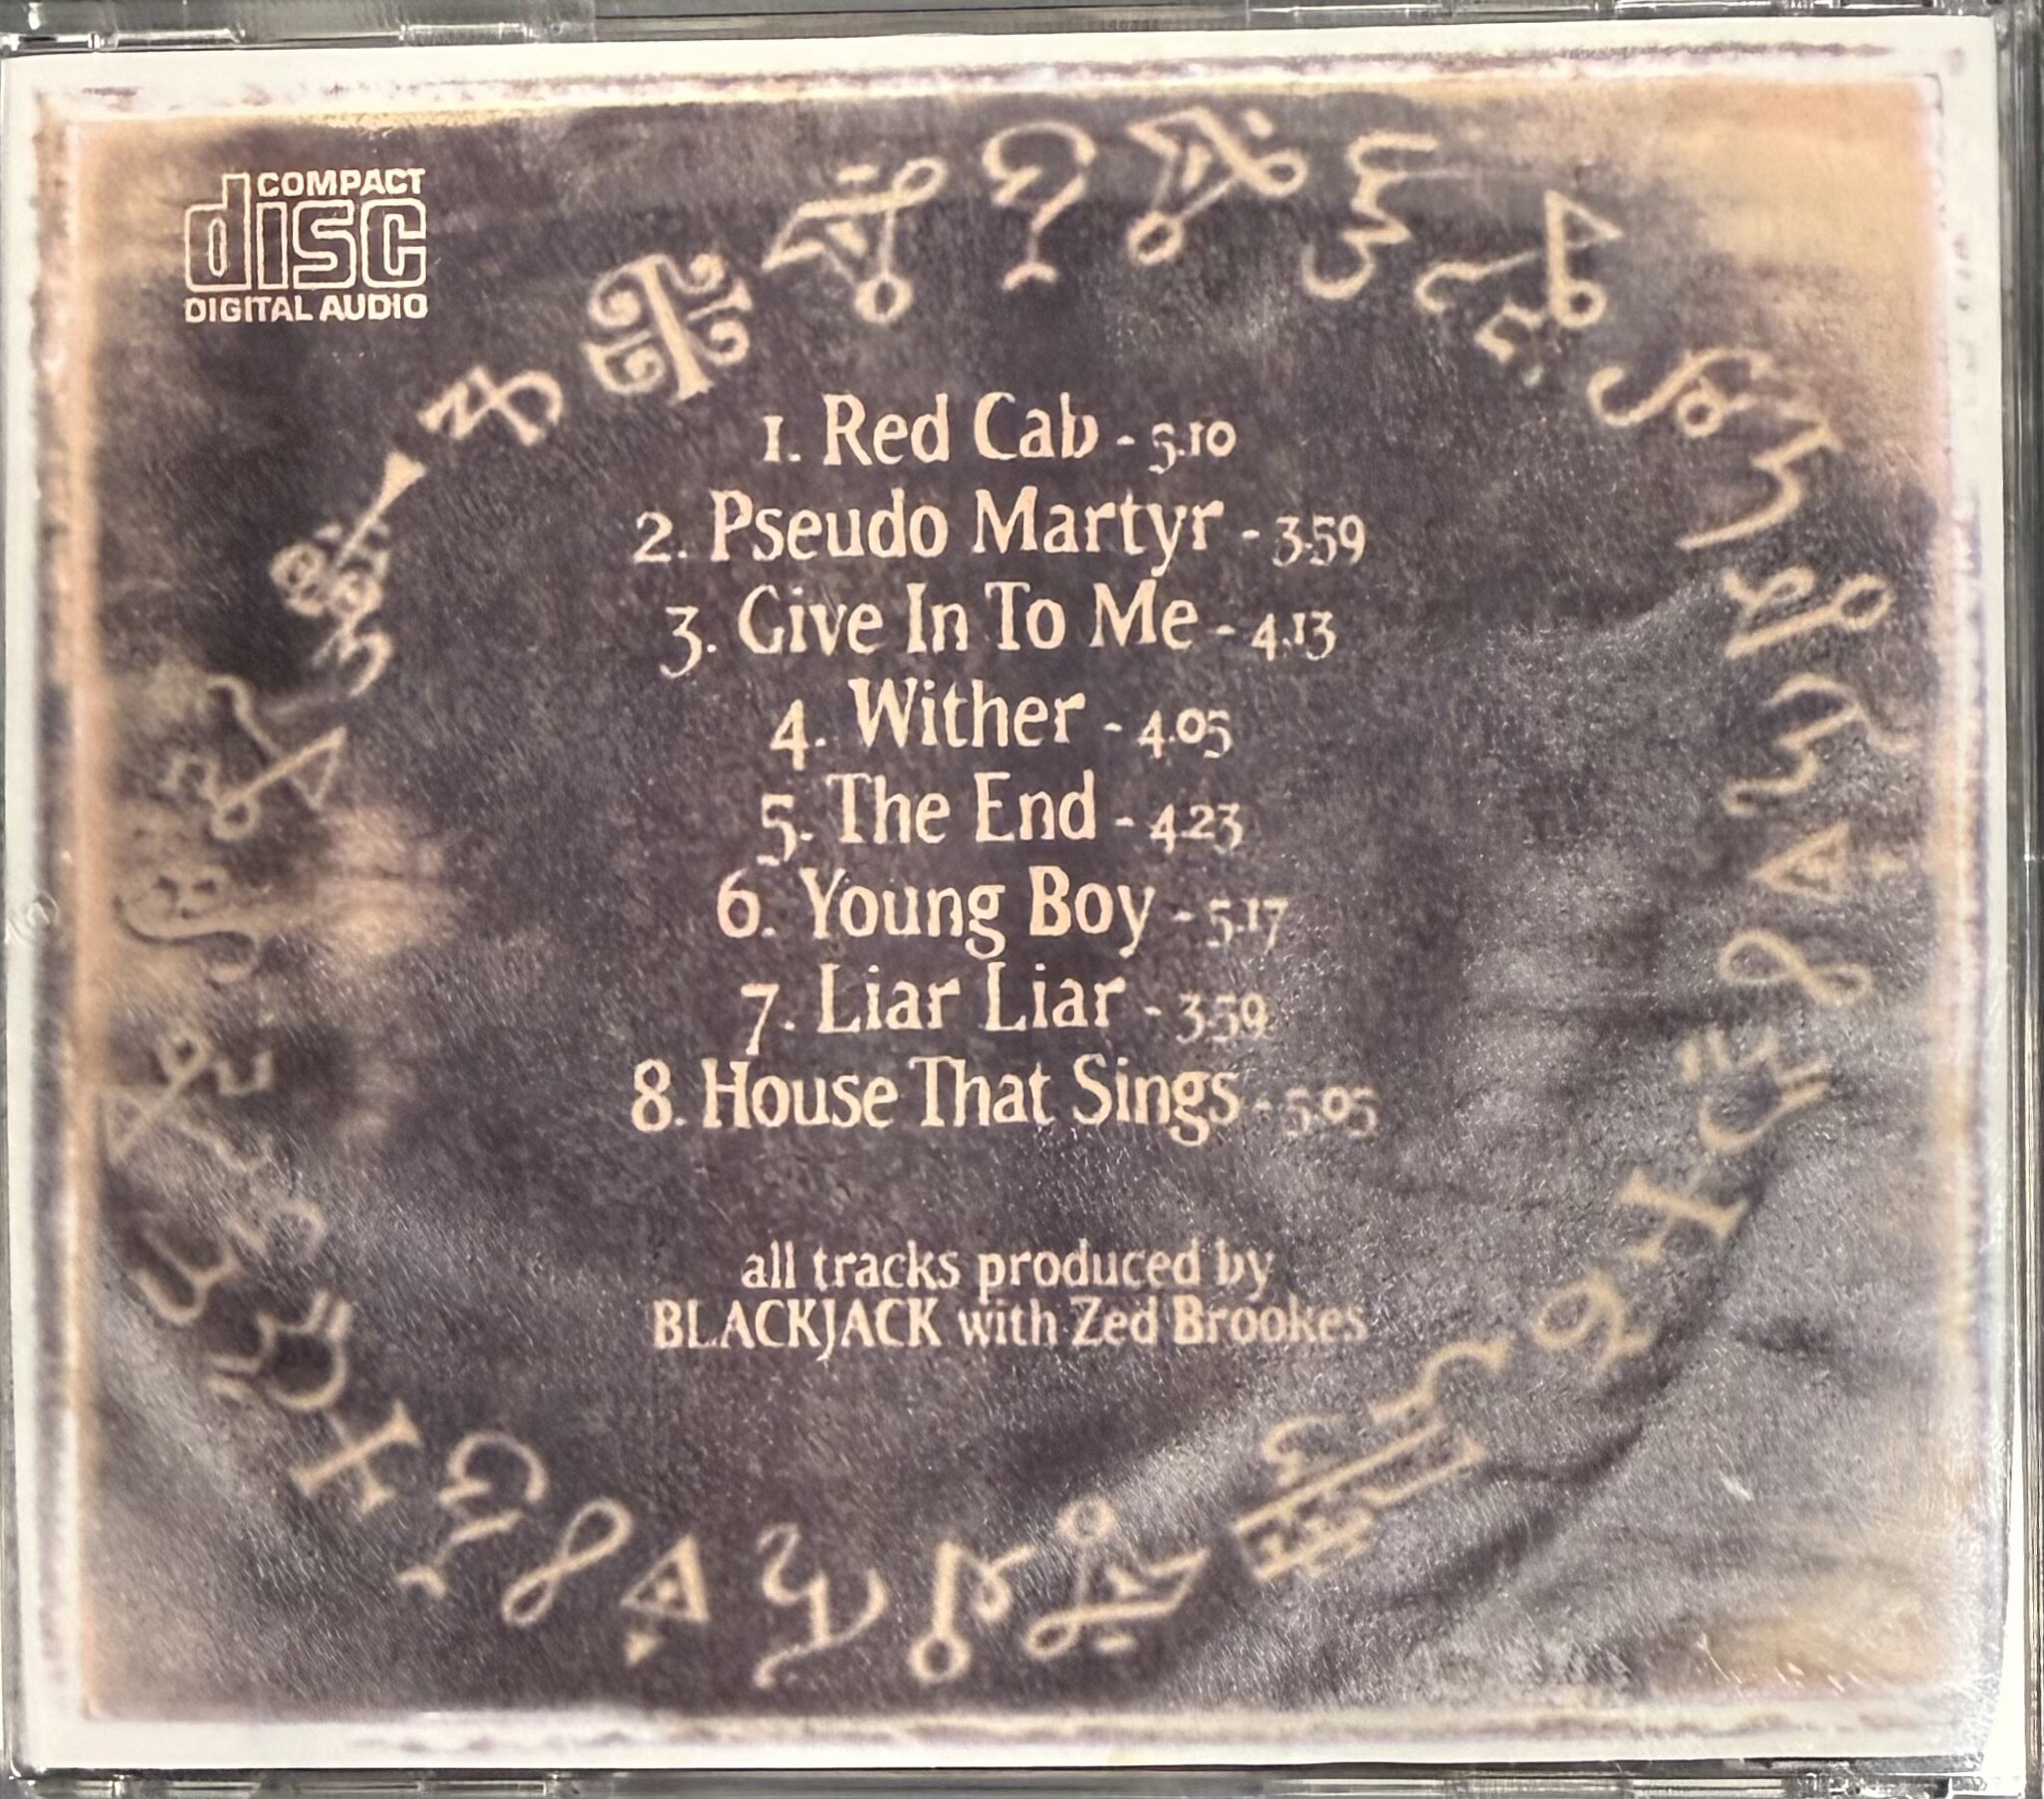 COMPACT
disc
DIGITAL AUDIO
1. Red Cab - 5.10
2. Pseudo Martyr - 3.59
3. Give In To Me - 4.13
4. Wither - 4.05
5. The End - 4.23
6. Young Boy - 5.17
7. Liar Liar - 3.59
8. House That Sings - 5.05
all tracks produced by
BLACKJACK with Zed Brookes